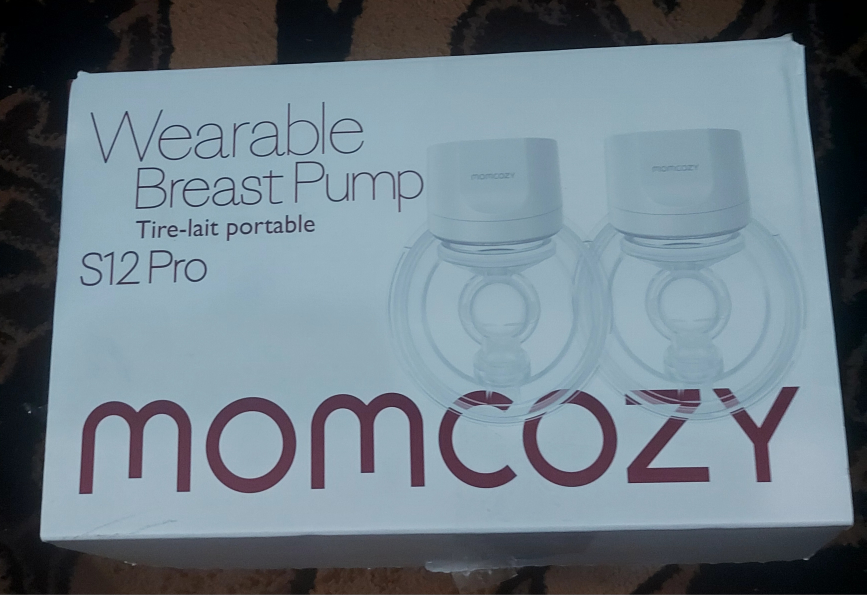 Wearable
Breast Pump
Tire-lait portable
S12 Pro
momcozy
momcozy
momcozy